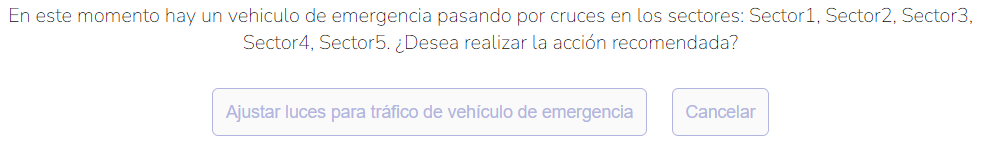 En este momento hay un vehiculo de emergencia pasando por cruces en los sectores: Sector1, Sector2, Sector3,
Sector4, Sector5. ¿Desea realizar la acción recomendada?
Ajustar luces para tráfico de vehículo de emergencia Cancelar